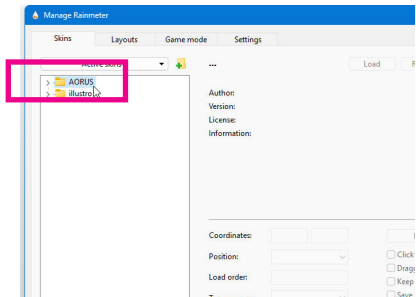 Manage Rainmeter
Skins Layouts Game mode Settings
Active skins ... Load
AORUS
illustro
Author:
Version:
License:
Information:
Coordinates:
Position: Click
Load order: Dragg
Keep
Save